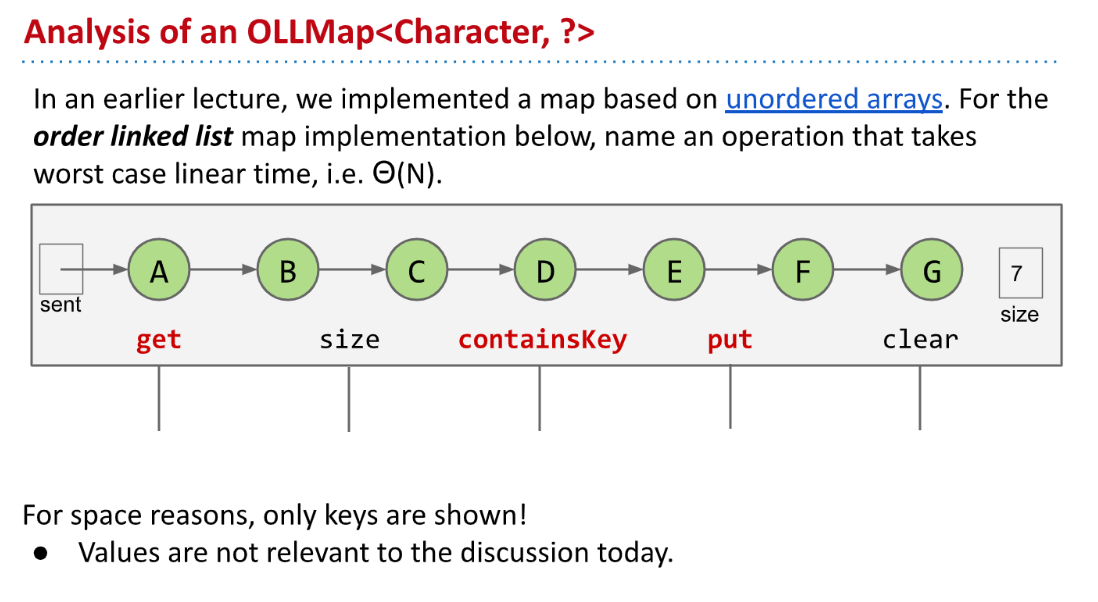 Analysis of an OLLMap<Character, ?>
In an earlier lecture, we implemented a map based on unordered arrays. For the
order linked list map implementation below, name an operation that takes
worst case linear time, i.e. Θ(N).
A B C D E F G 7
sent size
get size containsKey put clear
For space reasons, only keys are shown!
● Values are not relevant to the discussion today.